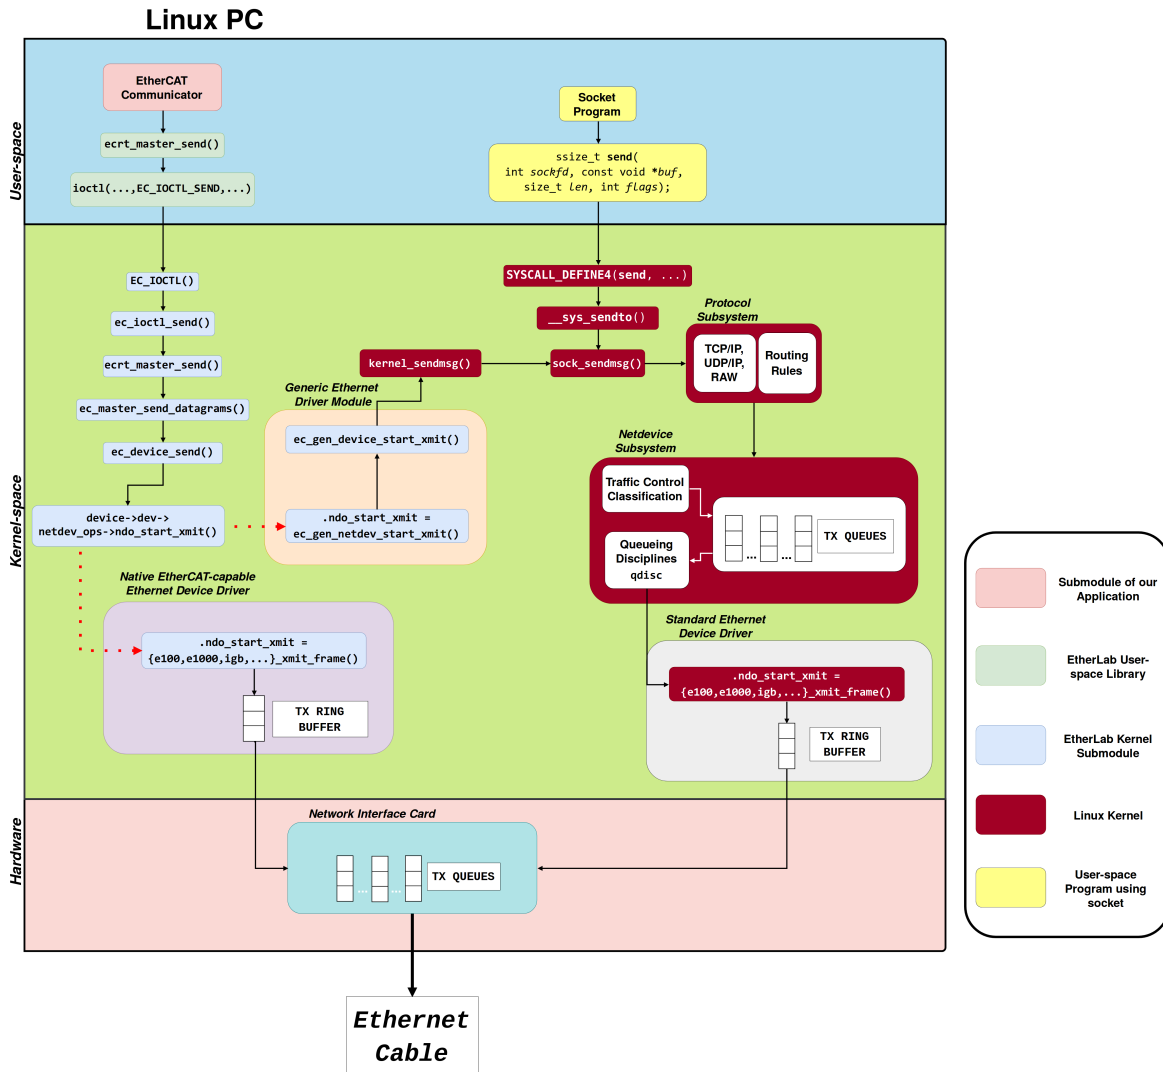 Linux PC
User-space
EtherCAT
Communicator
ecrt_master_send()
ioctl(...,EC_IOCTL_SEND,...)
Socket
Program
ssize_t send(
int sockfd, const void *buf,
size_t len, int flags);
Kernel-space
EC_IOCTL()
ec_ioctl_send()
ecrt_master_send()
ec_master_send_datagrams()
ec_device_send()
device->dev->
netdev_ops->ndo_start_xmit()
Generic Ethernet
Driver Module
ec_gen_device_start_xmit()
.ndo_start_xmit =
ec_gen_netdev_start_xmit()
kernel_sendmsg()
SYSCALL_DEFINE4(send, ...)
__sys_sendto()
sock_sendmsg()
Protocol
Subsystem
TCP/IP,
UDP/IP,
RAW
Routing
Rules
Netdevice
Subsystem
Traffic Control
Classification
... ...
TX QUEUES
Queueing
Disciplines
qdisc
Native EtherCAT-capable
Ethernet Device Driver
.ndo_start_xmit =
{e100,e1000,igb,...}_xmit_frame()
TX RING
BUFFER
Standard Ethernet
Device Driver
.ndo_start_xmit =
{e100,e1000,igb,...}_xmit_frame()
TX RING
BUFFER
Hardware
Network Interface Card
... ...
TX QUEUES
Ethernet
Cable
Submodule of our
Application
EtherLab User-
space Library
EtherLab Kernel
Submodule
Linux Kernel
User-space
Program using
socket